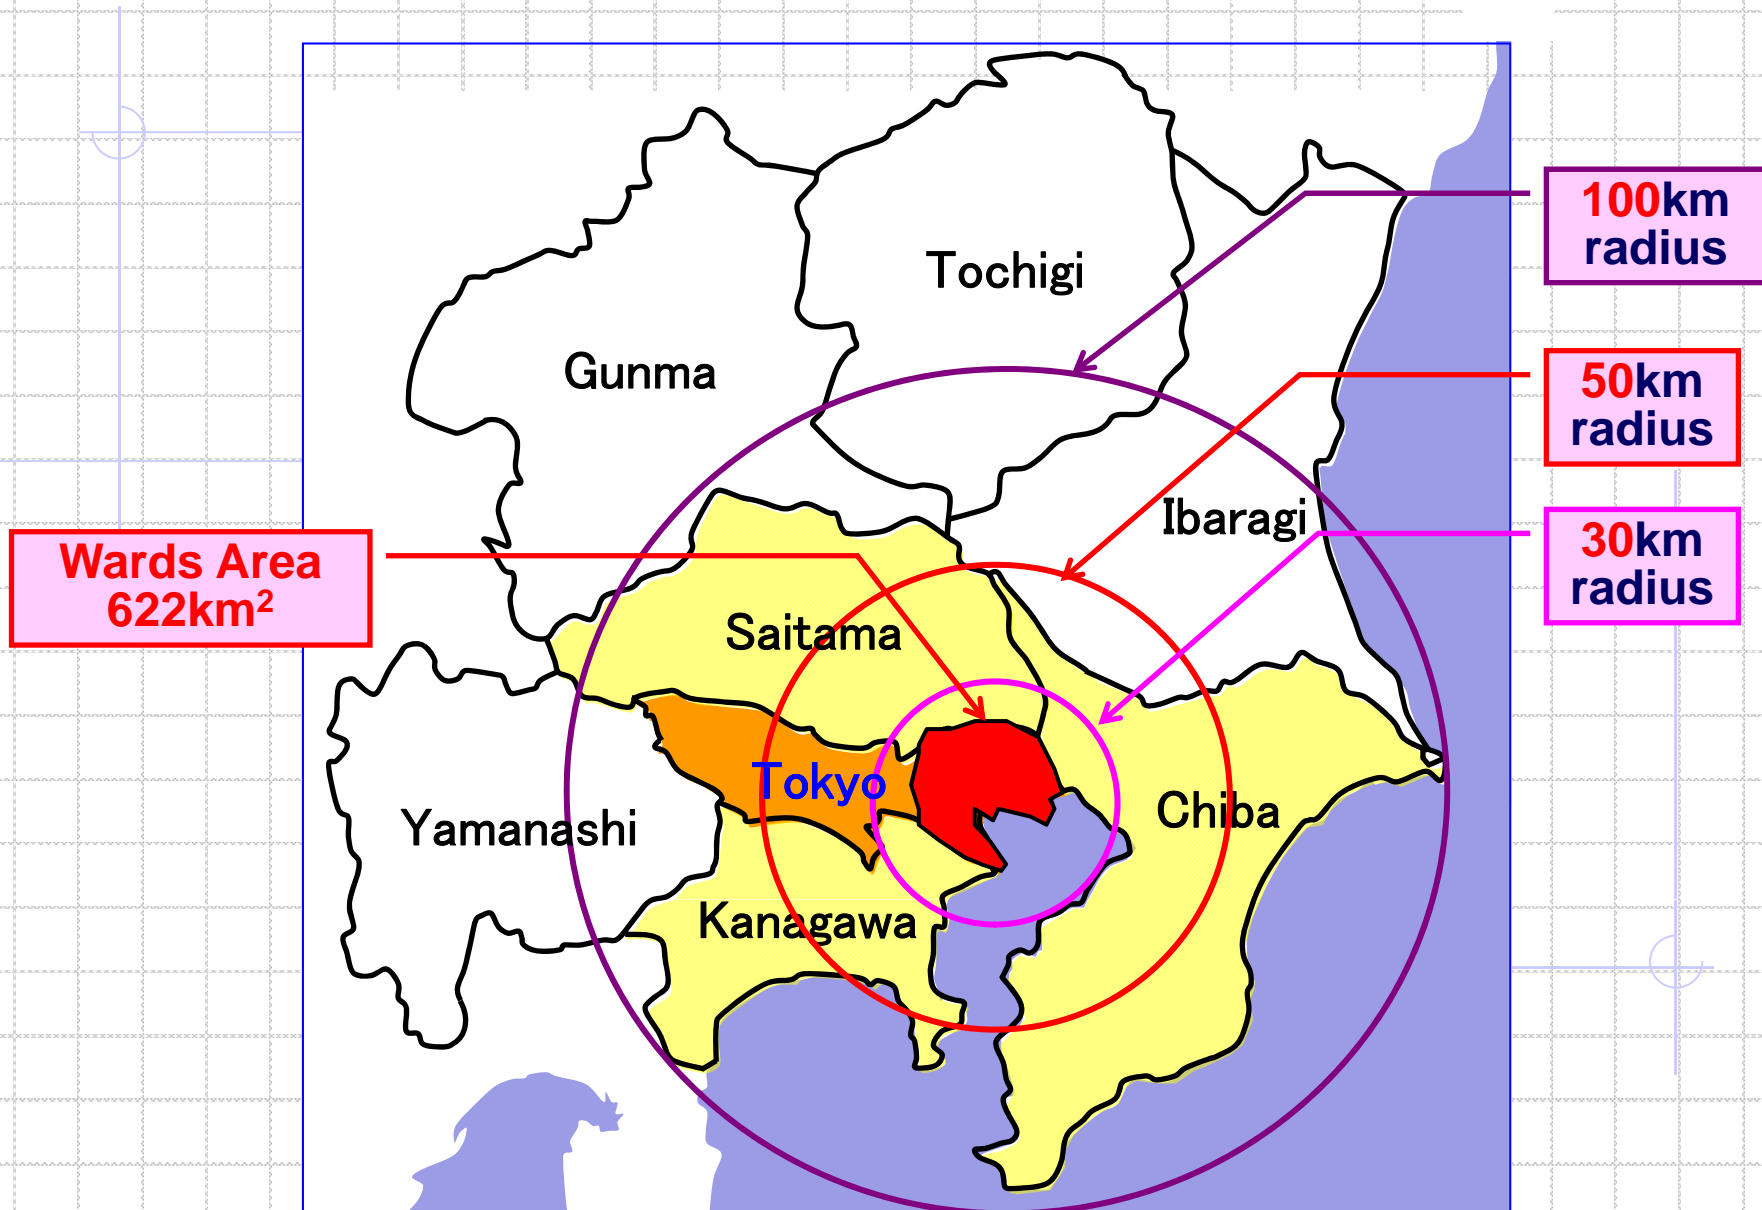 100km
radius
Tochigi
50km
radius
Gunma
Ibaragi
30km
radius
Wards Area
622km²
Saitama
Tokyo
Chiba
Yamanashi
Kanagawa